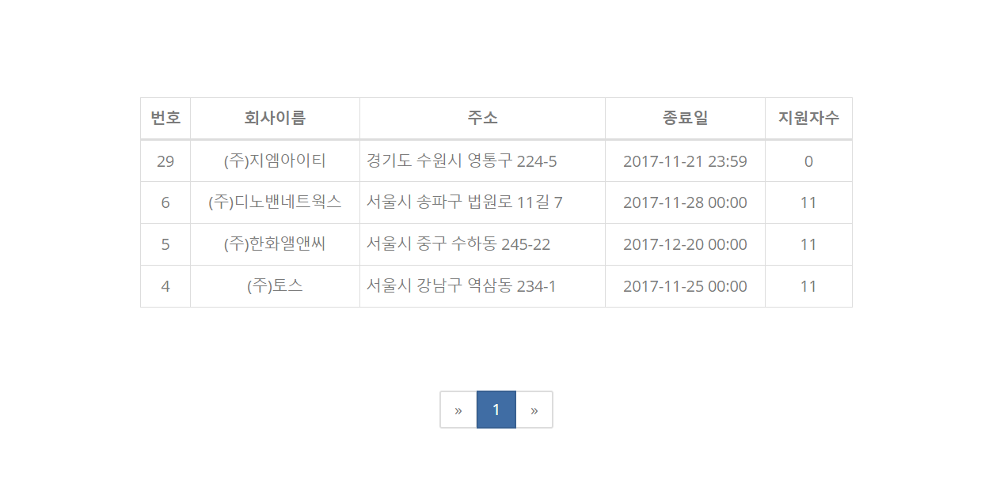 번호 회사이름 주소 종료일 지원자수
29 (주)지엠아이티 경기도 수원시 영통구 224-5 2017-11-21 23:59 0
6 (주)디노밴네트웍스 서울시 송파구 법원로 11길 7 2017-11-28 00:00 11
5 (주)한화앨앤씨 서울시 중구 수하동 245-22 2017-12-20 00:00 11
4 (주)토스 서울시 강남구 역삼동 234-1 2017-11-25 00:00 11
» 1 »